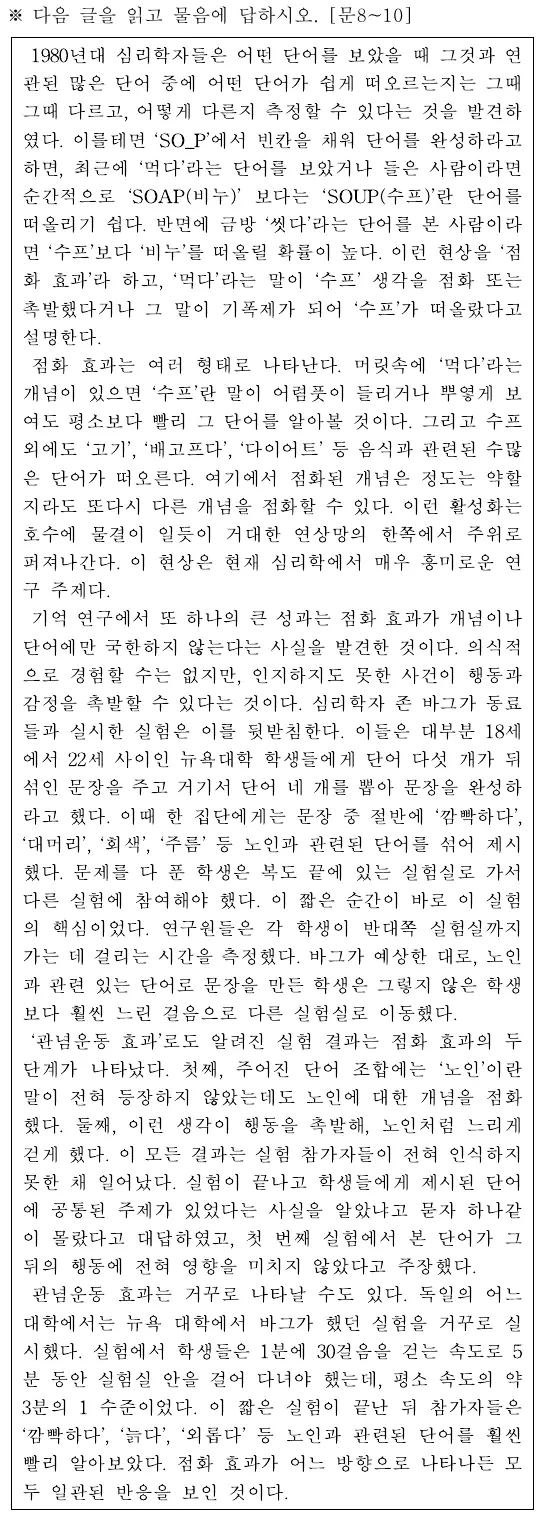 ※ 다음 글을 읽고 물음에 답하시오. [문8~10]
1980년대 심리학자들은 어떤 단어를 보았을 때 그것과 연
관된 많은 단어 중에 어떤 단어가 쉽게 떠오르는지는 그때
그때 다르고, 어떻게 다른지 측정할 수 있다는 것을 발견하
였다. 이를테면 ‘SO_P’에서 빈칸을 채워 단어를 완성하라고
하면, 최근에 ‘먹다’라는 단어를 보았거나 들은 사람이라면
순간적으로 ‘SOAP(비누)’ 보다는 ‘SOUP(수프)’란 단어를
떠올리기 쉽다. 반면에 금방 ‘씻다’라는 단어를 본 사람이라
면 ‘수프’보다 ‘비누’를 떠올릴 확률이 높다. 이런 현상을 ‘점
화 효과’라 하고, ‘먹다’라는 말이 ‘수프’ 생각을 점화 또는
촉발했다거나 그 말이 기폭제가 되어 ‘수프’가 떠올랐다고
설명한다.
점화 효과는 여러 형태로 나타난다. 머릿속에 ‘먹다’라는
개념이 있으면 ‘수프’란 말이 어렴풋이 들리거나 뿌옇게 보
여도 평소보다 빨리 그 단어를 알아볼 것이다. 그리고 수프
외에도 ‘고기’, ‘배고프다’, ‘다이어트’ 등 음식과 관련된 수많
은 단어가 떠오른다. 여기에서 점화된 개념은 정도는 약할
지라도 또다시 다른 개념을 점화할 수 있다. 이런 활성화는
호수에 물결이 일듯이 거대한 연상망의 한쪽에서 주위로
퍼져나간다. 이 현상은 현재 심리학에서 매우 흥미로운 연
구 주제다.
기억 연구에서 또 하나의 큰 성과는 점화 효과가 개념이나
단어에만 국한하지 않는다는 사실을 발견한 것이다. 의식적
으로 경험할 수는 없지만, 인지하지도 못한 사건이 행동과
감정을 촉발할 수 있다는 것이다. 심리학자 존 바그가 동료
들과 실시한 실험은 이를 뒷받침한다. 이들은 대부분 18세
에서 22세 사이인 뉴욕대학 학생들에게 단어 다섯 개가 뒤
섞인 문장을 주고 거기서 단어 네 개를 뽑아 문장을 완성하
라고 했다. 이때 한 집단에게는 문장 중 절반에 ‘깜빡하다’,
‘대머리’, ‘회색’, ‘주름’ 등 노인과 관련된 단어를 섞어 제시
했다. 문제를 다 푼 학생은 복도 끝에 있는 실험실로 가서
다른 실험에 참여해야 했다. 이 짧은 순간이 바로 이 실험
의 핵심이었다. 연구원들은 각 학생이 반대쪽 실험실까지
가는 데 걸리는 시간을 측정했다. 바그가 예상한 대로, 노인
과 관련 있는 단어로 문장을 만든 학생은 그렇지 않은 학생
보다 훨씬 느린 걸음으로 다른 실험실로 이동했다.
‘관념운동 효과’로도 알려진 실험 결과는 점화 효과의 두
단계가 나타났다. 첫째, 주어진 단어 조합에는 ‘노인’이란
말이 전혀 등장하지 않았는데도 노인에 대한 개념을 점화
했다. 둘째, 이런 생각이 행동을 촉발해, 노인처럼 느리게
걷게 했다. 이 모든 결과는 실험 참가자들이 전혀 인식하지
못한 채 일어났다. 실험이 끝나고 학생들에게 제시된 단어
에 공통된 주제가 있었다는 사실을 알았냐고 묻자 하나같
이 몰랐다고 대답하였고, 첫 번째 실험에서 본 단어가 그
뒤의 행동에 전혀 영향을 미치지 않았다고 주장했다.
관념운동 효과는 거꾸로 나타날 수도 있다. 독일의 어느
대학에서는 뉴욕 대학에서 바그가 했던 실험을 거꾸로 실
시했다. 실험에서 학생들은 1분에 30걸음을 걷는 속도로 5
분 동안 실험실 안을 걸어 다녀야 했는데, 평소 속도의 약
3분의 1 수준이었다. 이 짧은 실험이 끝난 뒤 참가자들은
‘깜빡하다’, ‘늙다’, ‘외롭다’ 등 노인과 관련된 단어를 훨씬
빨리 알아보았다. 점화 효과가 어느 방향으로 나타나든 모
두 일관된 반응을 보인 것이다.